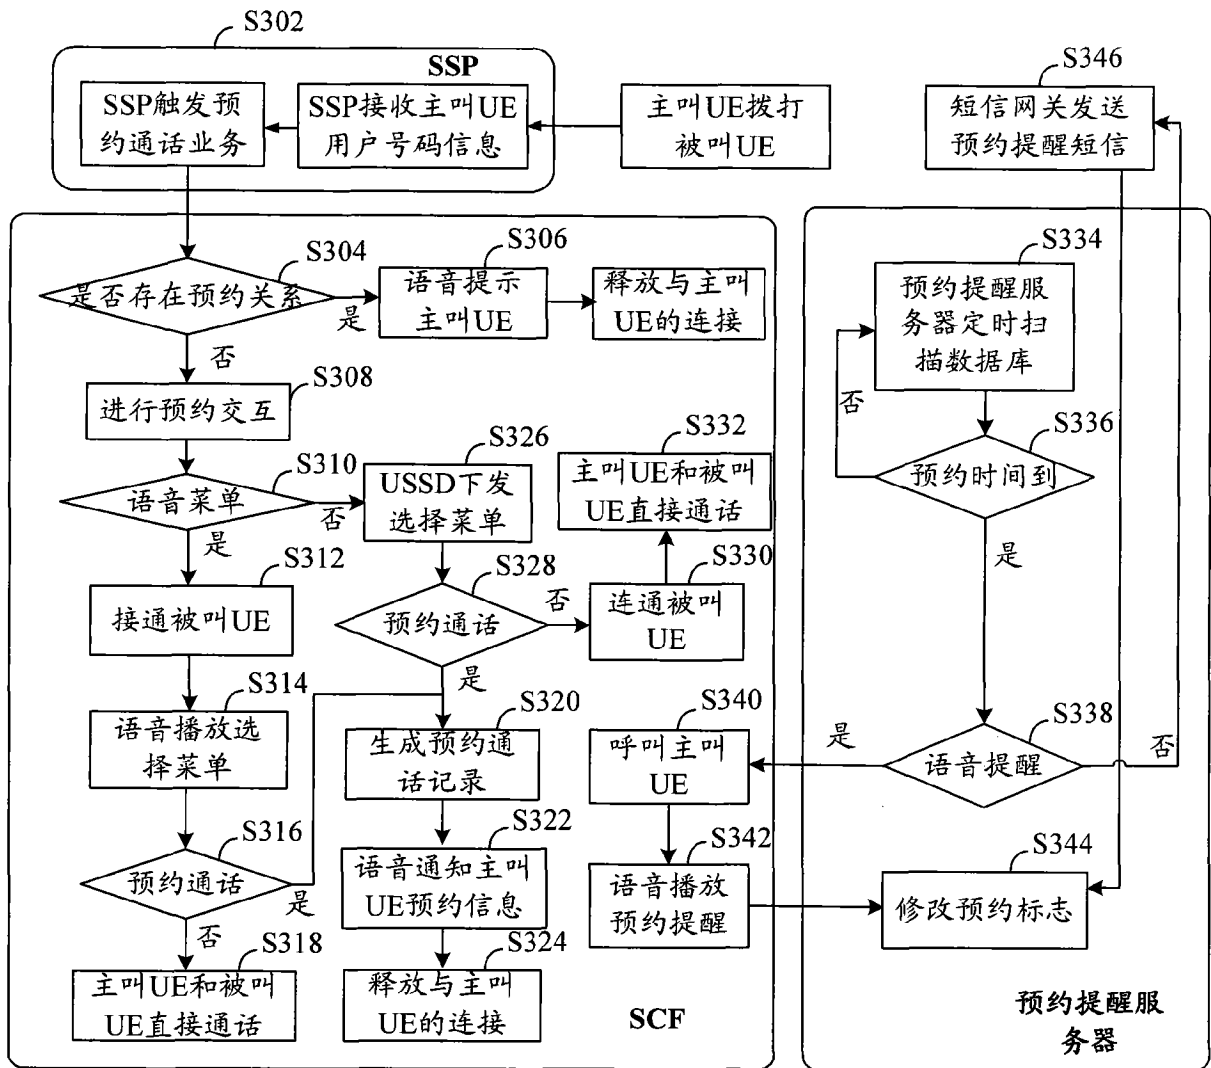 S302
SSP
SSP触发预
约通话业务
SSP接收主叫UE
用户号码信息
主叫UE拨打
被叫UE
S346
短信网关发送
预约提醒短信
S304
是否存在预约关系
是
否
S306
语音提示
主叫UE
释放与主叫
UE的连接
S308
进行预约交互
S310
语音菜单
否
是
S326
USSD下发
选择菜单
S332
主叫UE和被叫
UE直接通话
S312
接通被叫UE
S328
预约通话
否
是
S330
连通被叫
UE
S314
语音播放选
择菜单
S320
生成预约通
话记录
S316
预约通话
是
否
S322
语音通知主叫
UE预约信息
S318
主叫UE和被叫
UE直接通话
S324
释放与主叫
UE的连接
S340
呼叫主叫
UE
S342
语音播放
预约提醒
SCF
S334
预约提醒服
务器定时扫
描数据库
否
S336
预约时间到
是
S338
语音提醒
是
否
S344
修改预约标志
预约提醒服
务器